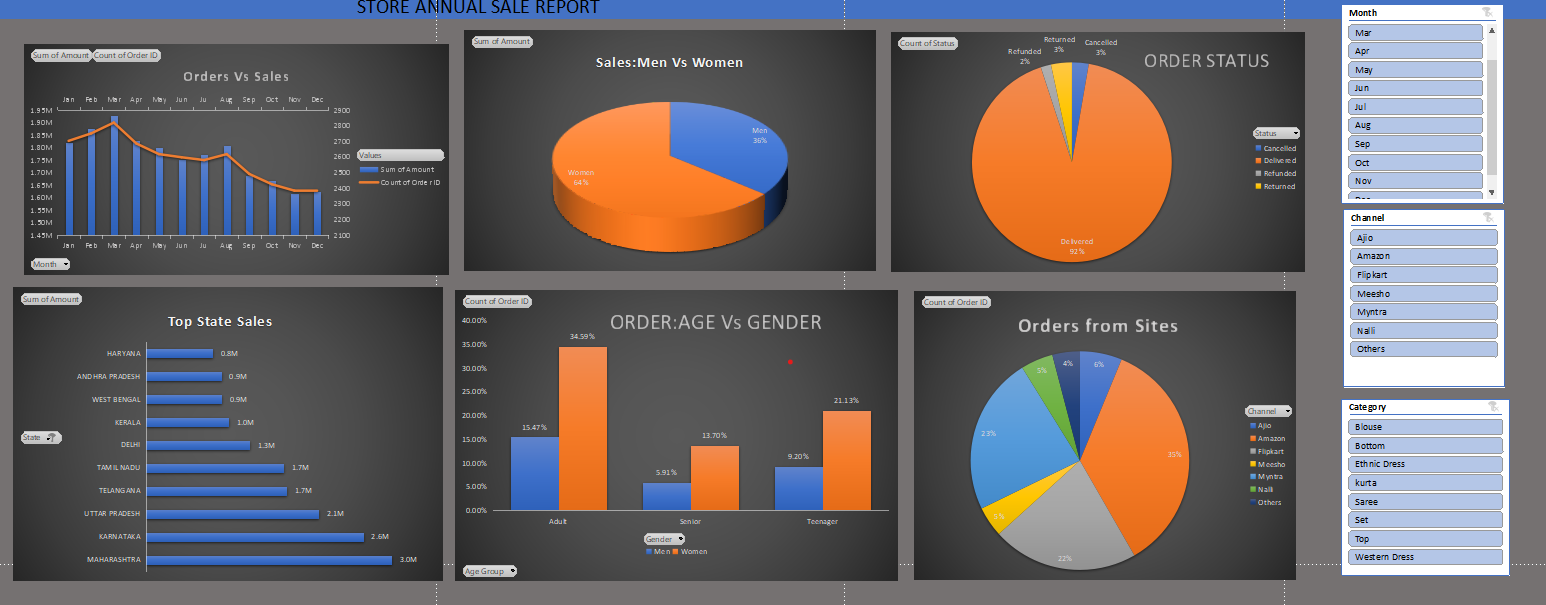 STORE ANNUAL SALE REPORT
Sum of Amount Count of Order ID
Orders Vs Sales
Jan Feb Mar Apr May Jun Ju Aug Sep Oct Nov Dec
1.95M
1.90M
1.85M
1.80M
1.75M
1.70M
1.65M
1.60M
1.55M
1.50M
1.45M
2900
2800
2700
2600
2500
2400
2300
2200
2100
Jan Feb Mar Apr May Jun Ju Aug Sep Oct Nov Dec
Values
Sum of Amount
Count of Order ID
Month
Sum of Amount
Sales:Men Vs Women
Men
36%
Women
64%
Count of Status
ORDER STATUS
Returned
3%
Cancelled
3%
Refunded
2%
Delivered
92%
Status
Cancelled
Delivered
Refunded
Returned
Month
Mar
Apr
May
Jun
Jul
Aug
Sep
Oct
Nov
Channel
Ajio
Amazon
Flipkart
Meesho
Myntra
Nalli
Others
Category
Blouse
Bottom
Ethnic Dress
kurta
Saree
Set
Top
Western Dress
Sum of Amount
Top State Sales
HARYANA 0.8M
ANDHRA PRADESH 0.9M
WEST BENGAL 0.9M
KERALA 1.0M
DELHI 1.3M
TAMIL NADU 1.7M
TELANGANA 1.7M
UTTAR PRADESH 2.1M
KARNATAKA 2.6M
MAHARASHTRA 3.0M
State
Count of Order ID
ORDER:AGE Vs GENDER
40.00%
35.00%
30.00%
25.00%
20.00%
15.00%
10.00%
5.00%
0.00%
15.47%
34.59%
5.91%
13.70%
9.20%
21.13%
Adult Senior Teenager
Gender
Men Women
Age Group
Count of Order ID
Orders from Sites
6%
35%
22%
5%
23%
5%
4%
Channel
Ajio
Amazon
Flipkart
Meesho
Myntra
Nalli
Others